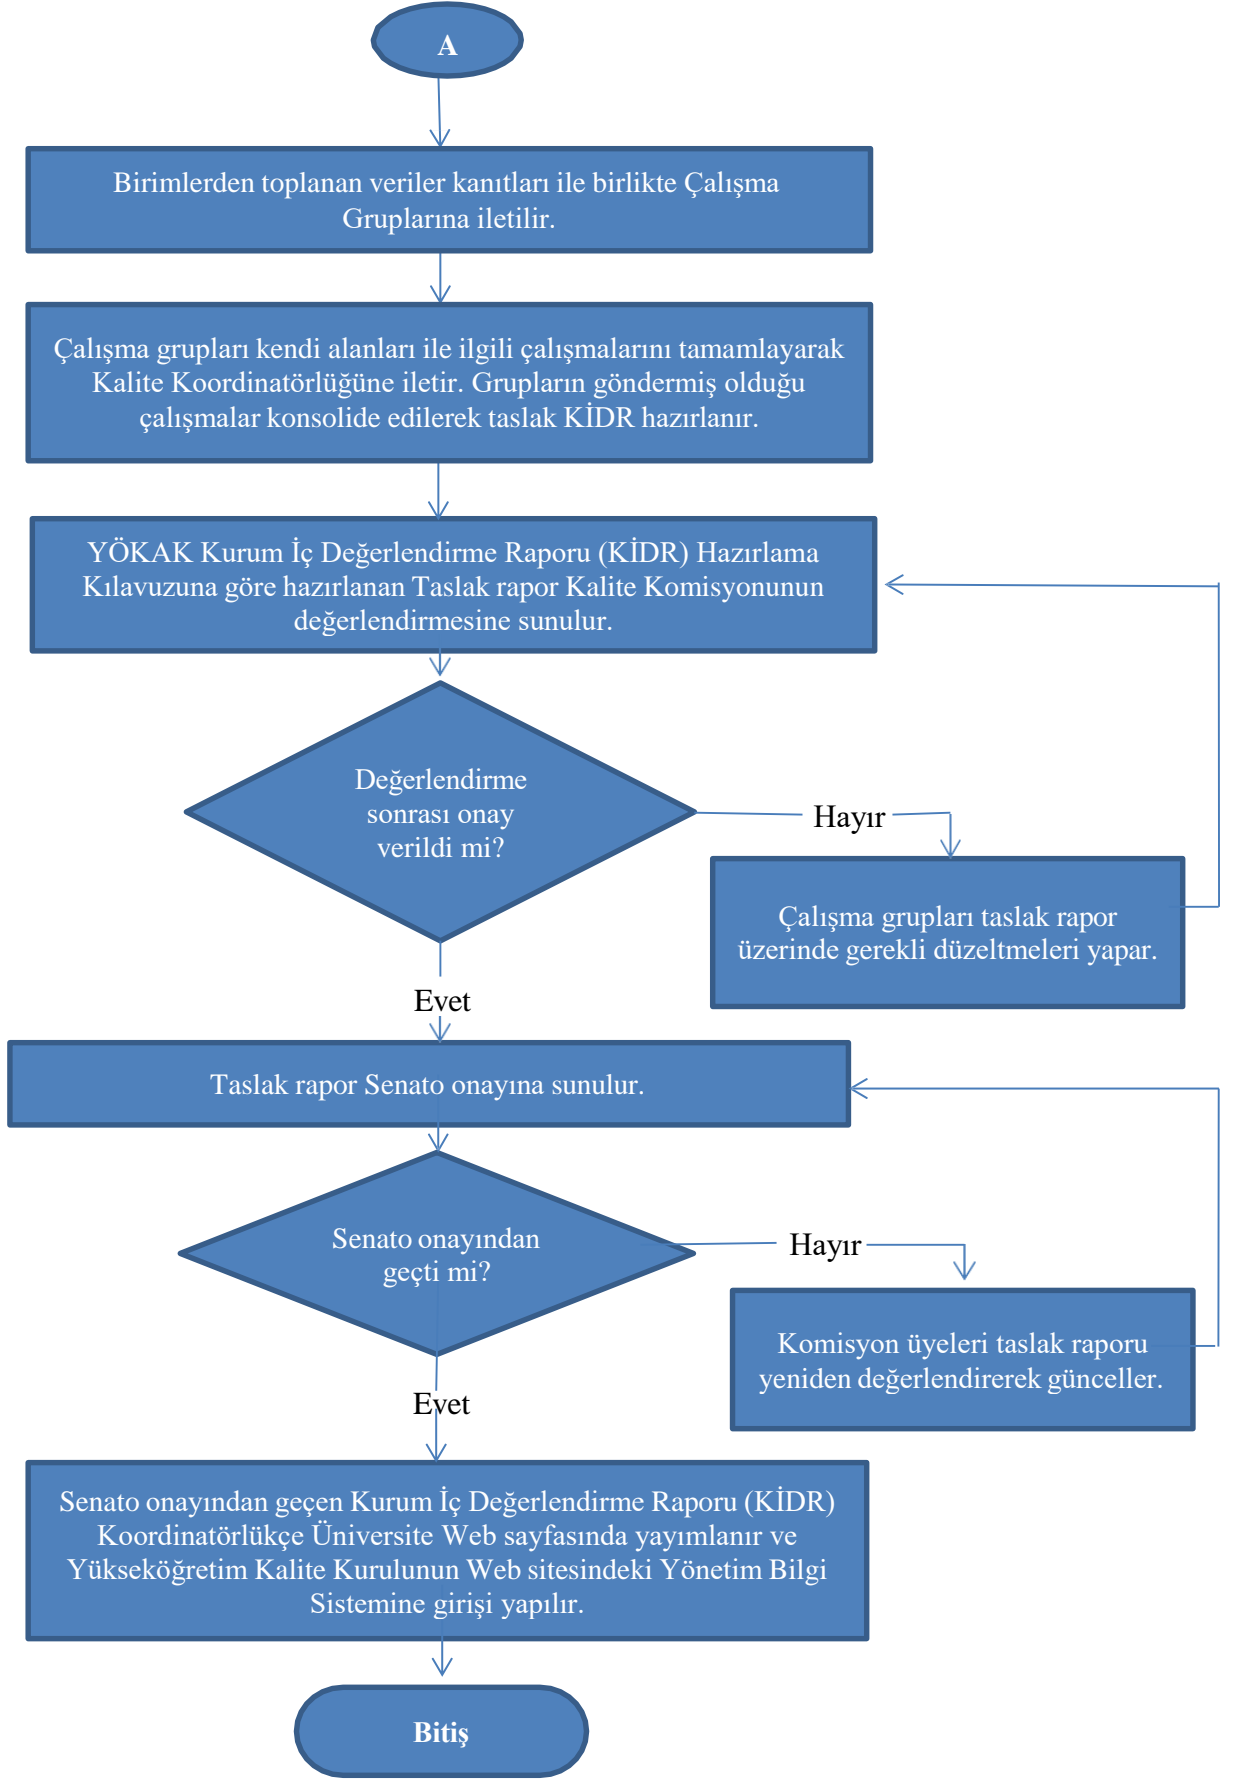 A
Birimlerden toplanan veriler kanıtları ile birlikte Çalışma
Gruplarına iletilir.
Çalışma grupları kendi alanları ile ilgili çalışmalarını tamamlayarak
Kalite Koordinatörlüğüne iletir. Grupların göndermiş olduğu
çalışmalar konsolide edilerek taslak KİDR hazırlanır.
YÖKAK Kurum İç Değerlendirme Raporu (KİDR) Hazırlama
Kılavuzuna göre hazırlanan Taslak rapor Kalite Komisyonunun
değerlendirmesine sunulur.
Değerlendirme
sonrası onay
verildi mi?
Hayır
Çalışma grupları taslak rapor
üzerinde gerekli düzeltmeleri yapar.
Evet
Taslak rapor Senato onayına sunulur.
Senato onayından
geçti mi?
Hayır
Komisyon üyeleri taslak raporu
yeniden değerlendirerek günceller.
Evet
Senato onayından geçen Kurum İç Değerlendirme Raporu (KİDR)
Koordinatörlükçe Üniversite Web sayfasında yayımlanır ve
Yükseköğretim Kalite Kurulunun Web sitesindeki Yönetim Bilgi
Sistemine girişi yapılır.
Bitiş